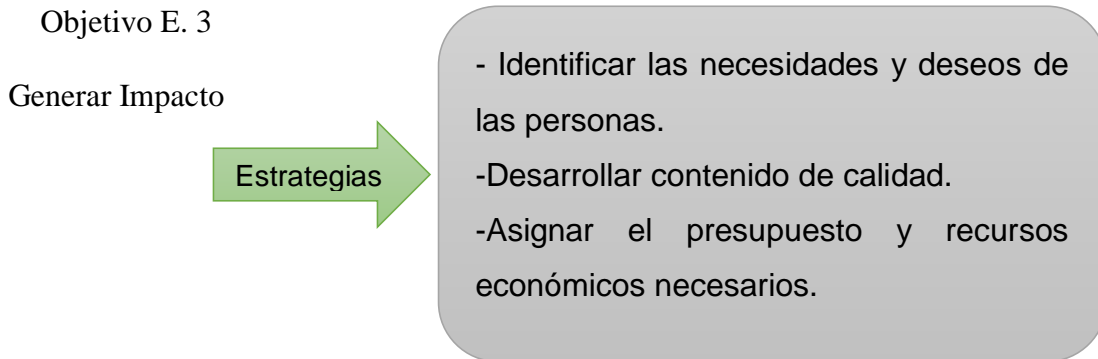 Objetivo E. 3
Generar Impacto
Estrategias
- Identificar las necesidades y deseos de
las personas.
-Desarrollar contenido de calidad.
-Asignar el presupuesto y recursos
económicos necesarios.